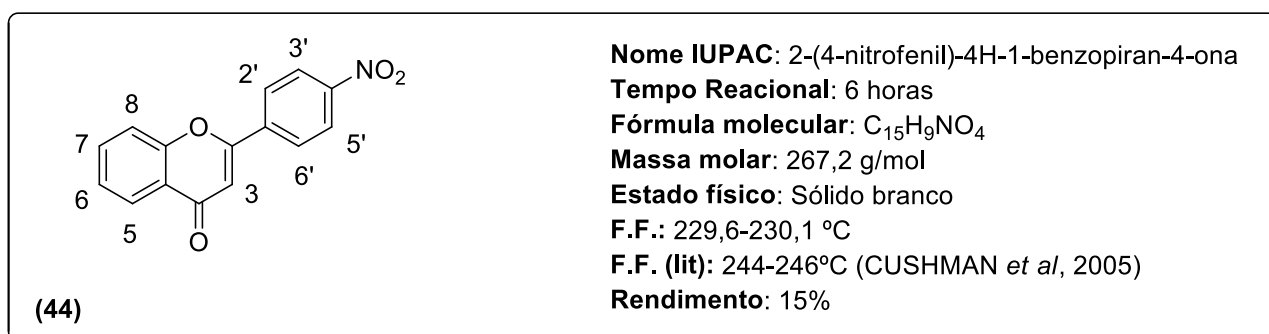 3'
2'
NO₂
8
O
7
5'
6'
6
3
5
O
(44)
Nome IUPAC: 2-(4-nitrofenil)-4H-1-benzopiran-4-ona
Tempo Reacional: 6 horas
Fórmula molecular: C₁₅H₉NO₄
Massa molar: 267,2 g/mol
Estado físico: Sólido branco
F.F.: 229,6-230,1 ºC
F.F. (lit): 244-246ºC (CUSHMAN et al, 2005)
Rendimento: 15%